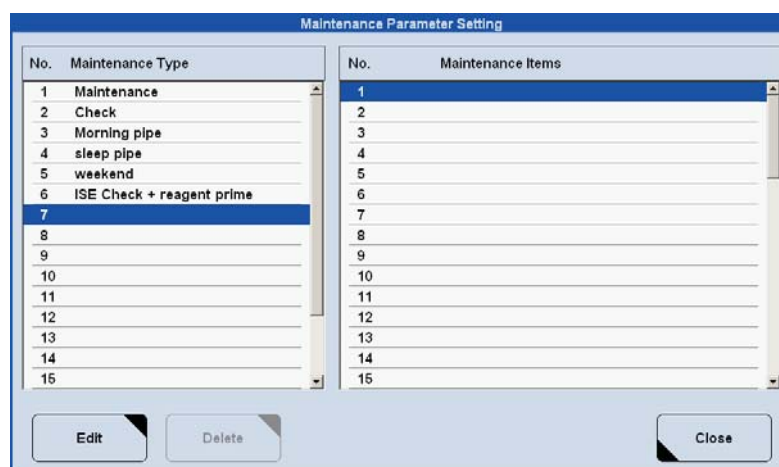 Maintenance Parameter Setting
No. Maintenance Type
1 Maintenance
2 Check
3 Morning pipe
4 sleep pipe
5 weekend
6 ISE Check + reagent prime
7
8
9
10
11
12
13
14
15
No. Maintenance Items
1
2
3
4
5
6
7
8
9
10
11
12
13
14
15
Edit Delete Close